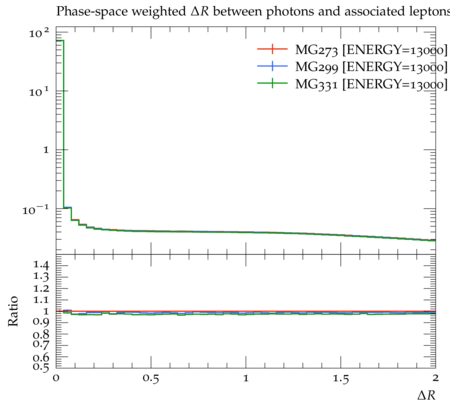 Phase-space weighted ΔR between photons and associated leptons
10²
10¹
1
10⁻¹
MG273 [ENERGY=13000]
MG299 [ENERGY=13000]
MG331 [ENERGY=13000]
1.4
1.3
1.2
1.1
1
0.9
0.8
0.7
0.6
0.5
Ratio
0 0.5 1 1.5 2
ΔR